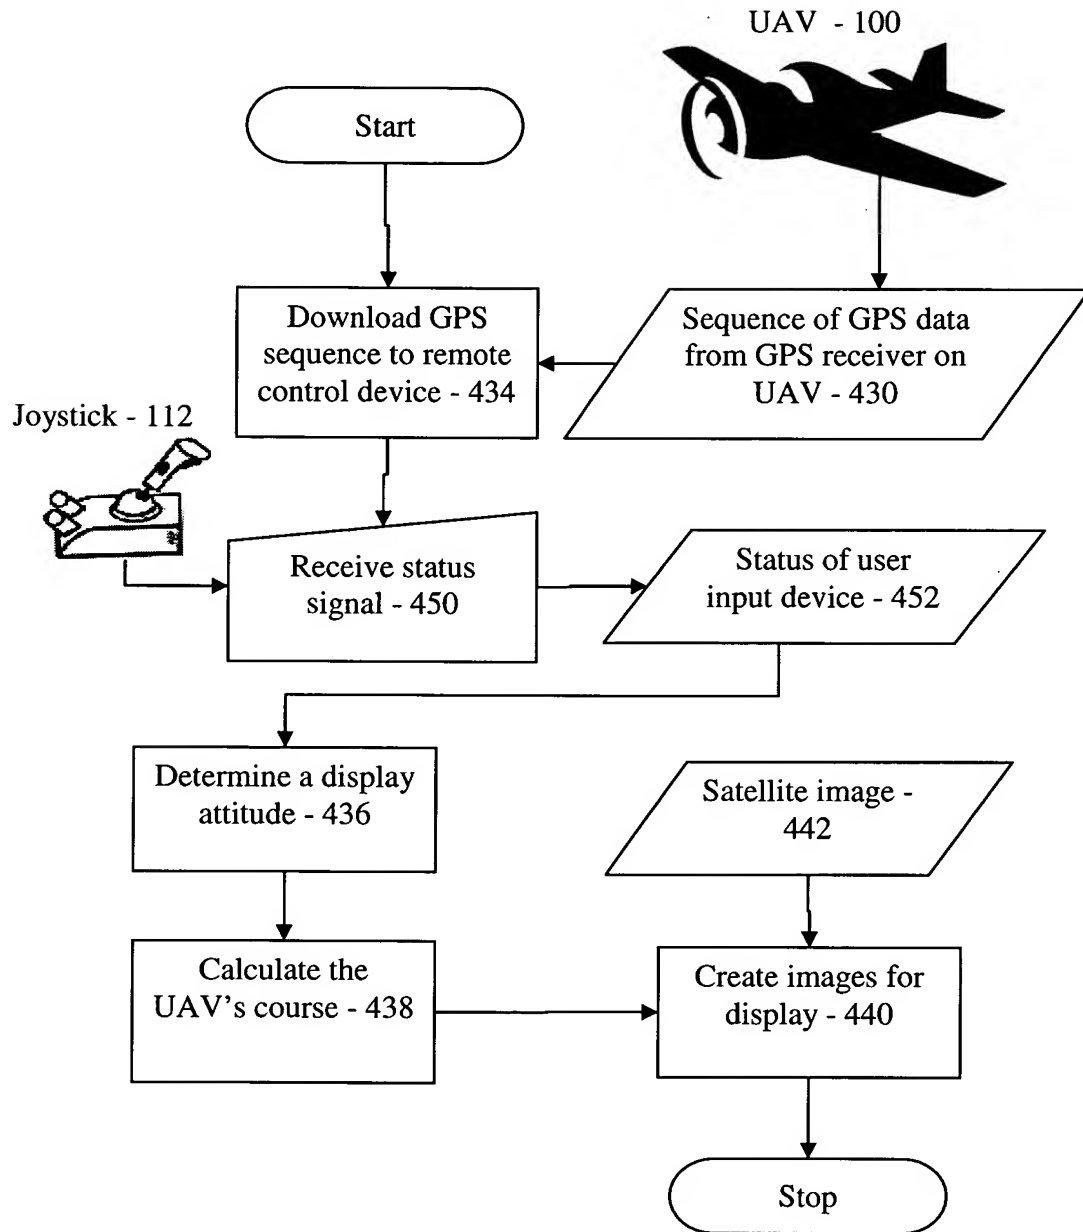 UAV - 100
Start
Download GPS
sequence to remote
control device - 434
Sequence of GPS data
from GPS receiver on
UAV - 430
Joystick - 112
Receive status
signal - 450
Status of user
input device - 452
Determine a display
attitude - 436
Satellite image -
442
Calculate the
UAV's course - 438
Create images for
display - 440
Stop